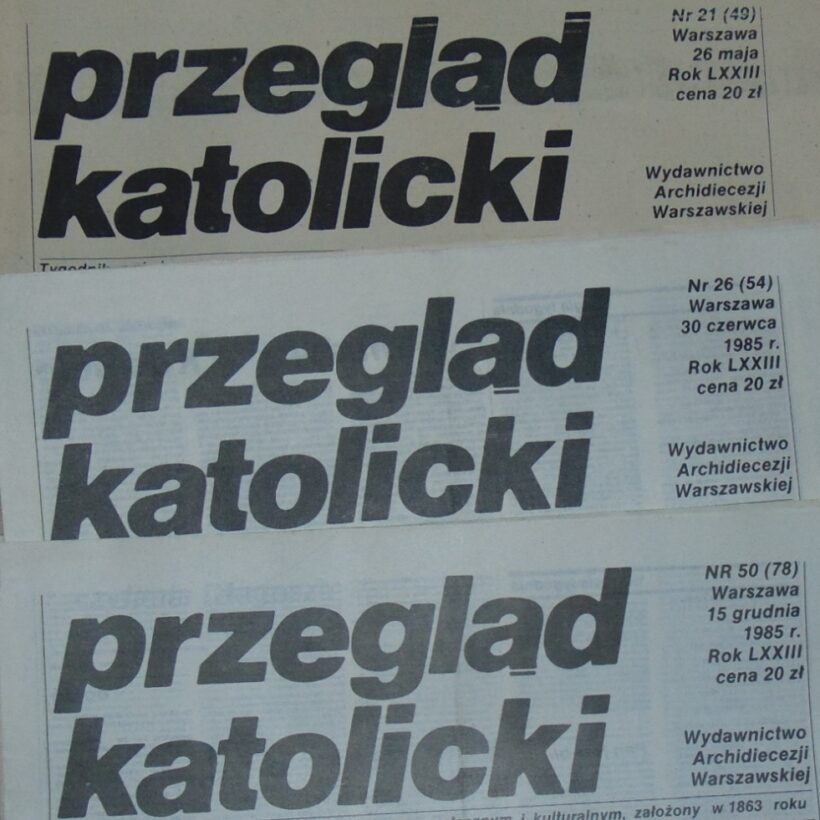 przegląd
katolicki
Nr 21 (49)
Warszawa
26 maja
Rok LXXIII
cena 20 zł
Wydawnictwo
Archidiecezji
Warszawskiej
Tygodnik
przegląd
katolicki
Nr 26 (54)
Warszawa
30 czerwca
1985 r.
Rok LXXIII
cena 20 zł
Wydawnictwo
Archidiecezji
Warszawskiej
przegląd
katolicki
NR 50 (78)
Warszawa
15 grudnia
1985 r.
Rok LXXIII
cena 20 zł
Wydawnictwo
Archidiecezji
Warszawskiej
i kulturalnym, założony w 1863 roku